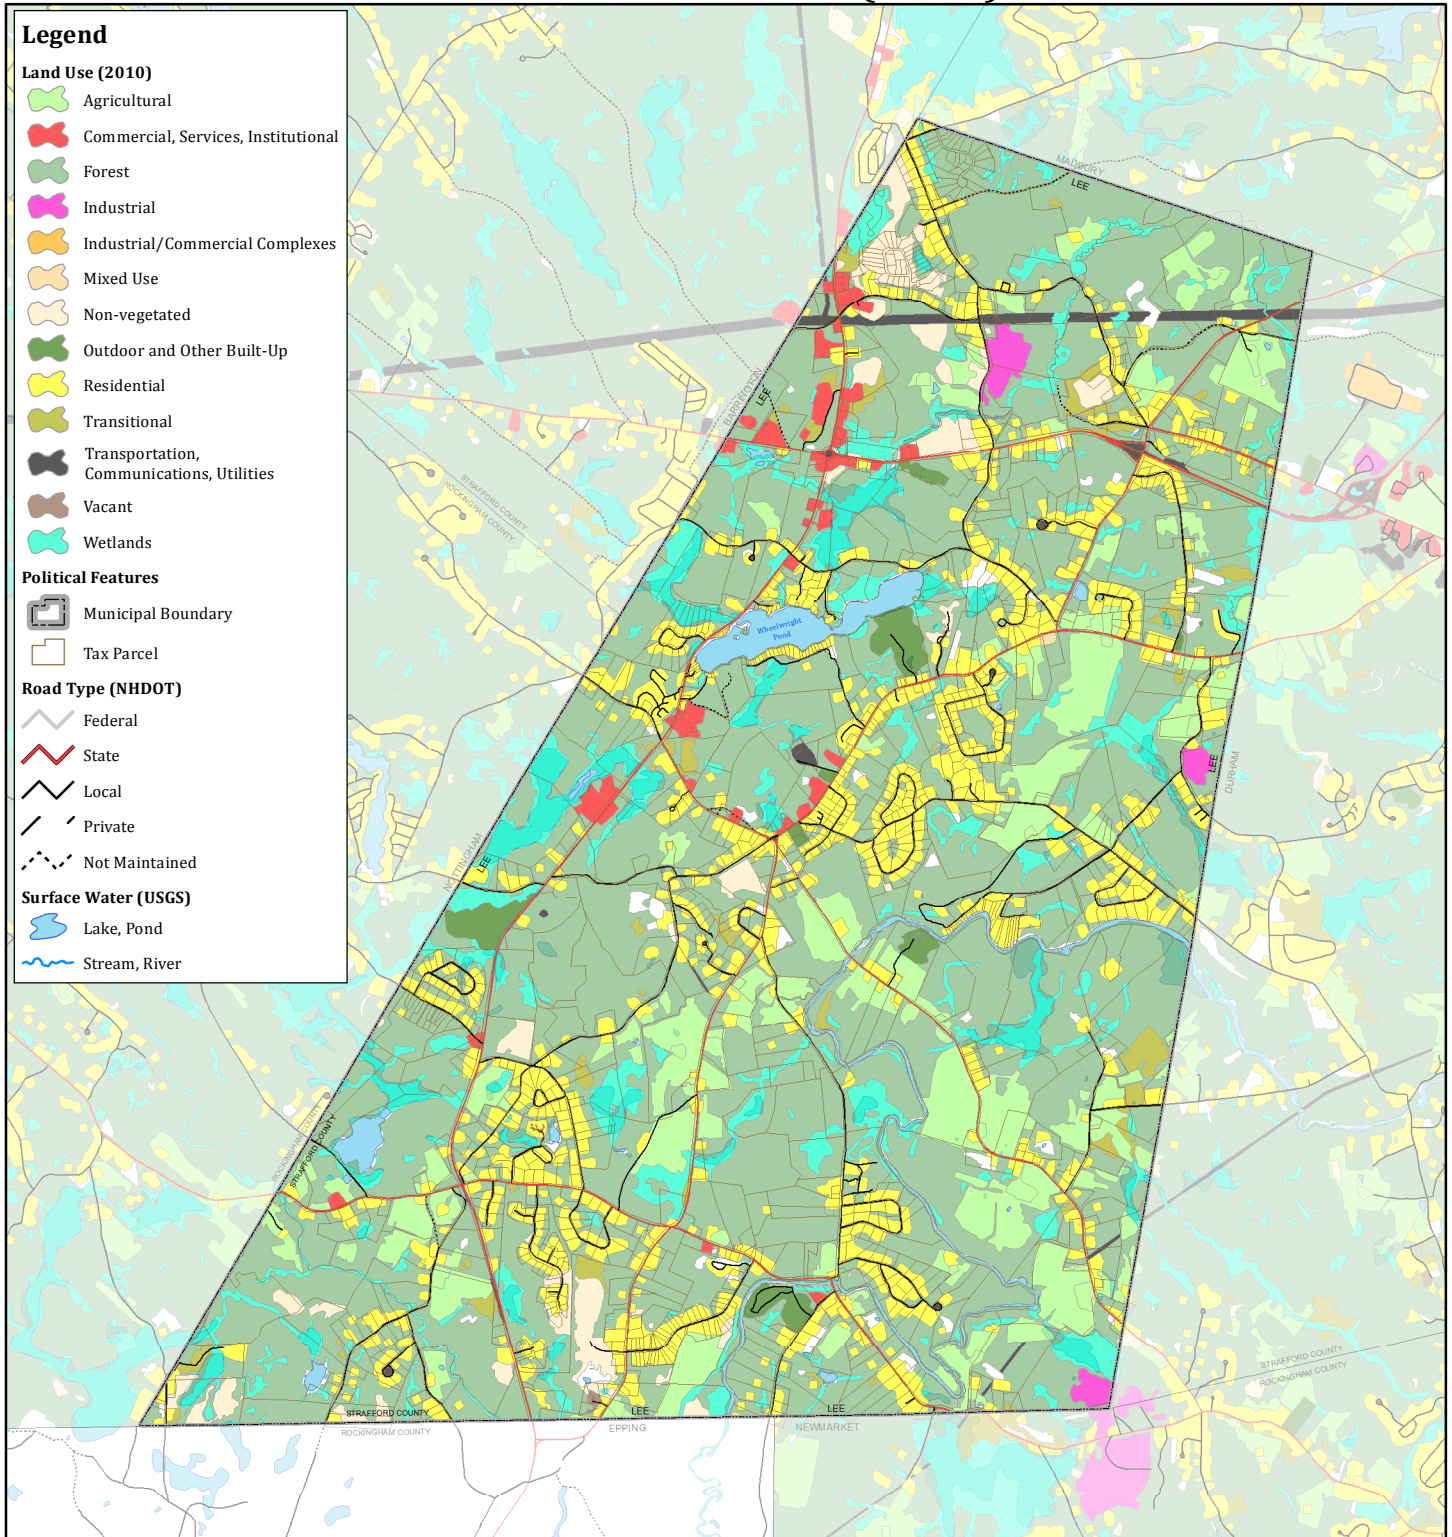 Legend
Land Use (2010)
Agricultural
Commercial, Services, Institutional
Forest
Industrial
Industrial/Commercial Complexes
Mixed Use
Non-vegetated
Outdoor and Other Built-Up
Residential
Transitional
Transportation,
Communications, Utilities
Vacant
Wetlands
Political Features
Municipal Boundary
Tax Parcel
Road Type (NHDOT)
Federal
State
Local
Private
Not Maintained
Surface Water (USGS)
Lake, Pond
Stream, River
MADBURY
LEE
BARRINGTON
LEE
STRAFFORD COUNTY
ROCKINGHAM COUNTY
Wheelwright
Pond
LEE
DURHAM
NOTTINGHAM
LEE
ROCKINGHAM COUNTY
STRAFFORD COUNTY
STRAFFORD COUNTY
ROCKINGHAM COUNTY
STRAFFORD COUNTY
ROCKINGHAM COUNTY
LEE
EPPING
LEE
NEWMARKET